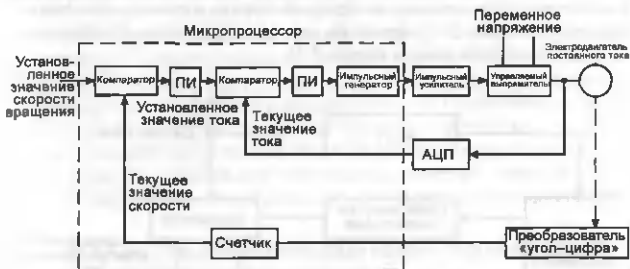 Микропроцессор
Переменное
напряжение
Электродвигатель
постоянного тока
Установ-
ленное
значение
скорости
вращения
Компаратор
ПИ
Компаратор
ПИ
Импульсный
генератор
Импульсный
усилитель
Управляемый
выпрямитель
Установленное
значение тока
Текущее
значение
тока
АЦП
Текущее
значение
скорости
Счетчик
Преобразователь
«угол–цифра»